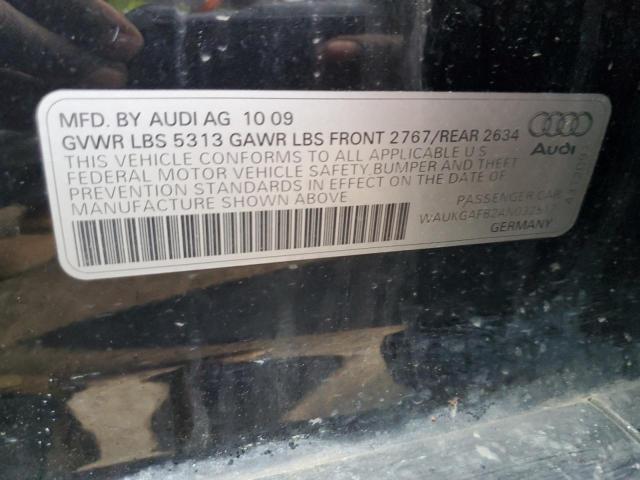 MFD. BY AUDI AG 10 09
GVWR LBS 5313 GAWR LBS FRONT 2767/REAR 2634
THIS VEHICLE CONFORMS TO ALL APPLICABLE U S
FEDERAL MOTOR VEHICLE SAFETY, BUMPER AND THEFT
PREVENTION STANDARDS IN EFFECT ON THE DATE OF
MANUFACTURE SHOWN ABOVE
Audi
PASSENGER CAR
GERMANY